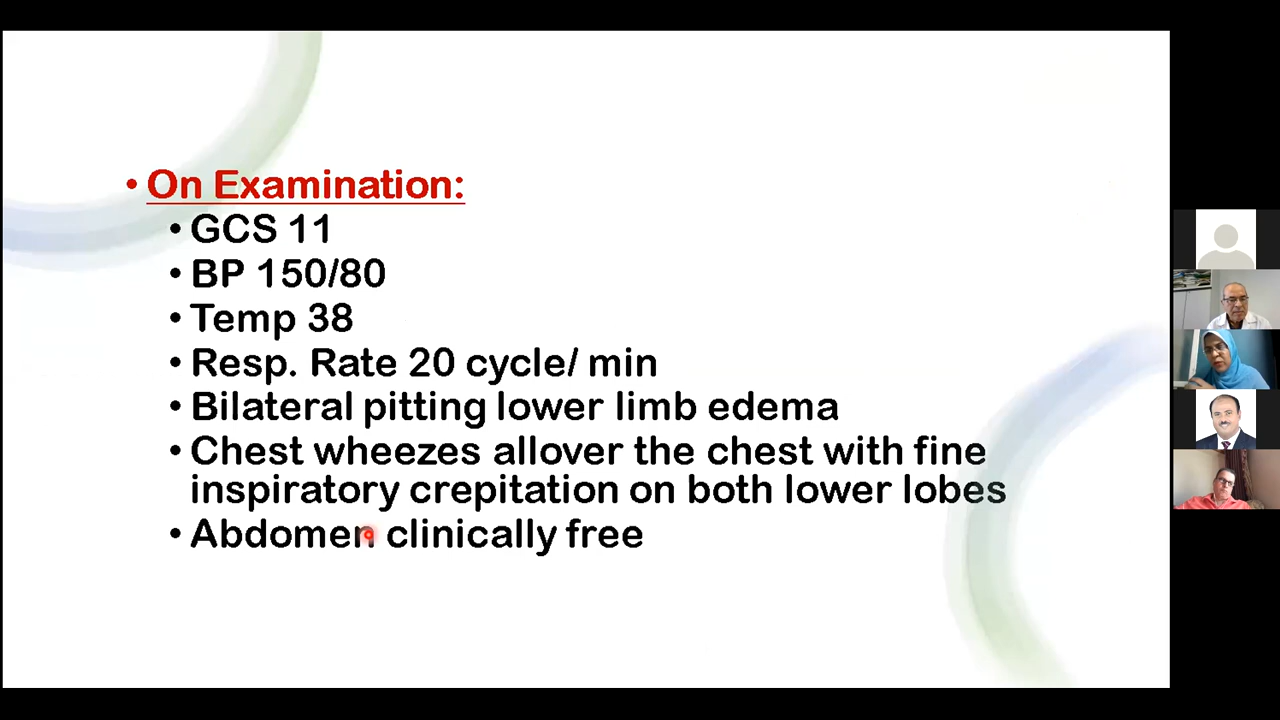 • On Examination:
• GCS 11
• BP 150/80
• Temp 38
• Resp. Rate 20 cycle/ min
• Bilateral pitting lower limb edema
• Chest wheezes allover the chest with fine
inspiratory crepitation on both lower lobes
• Abdomen clinically free